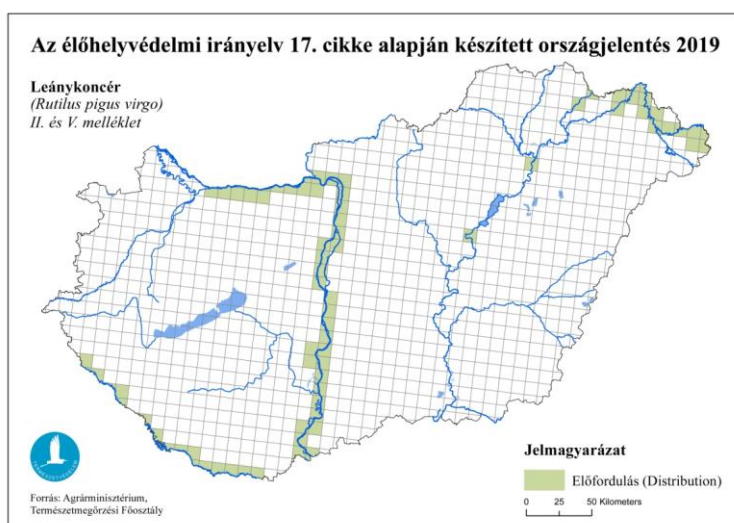 Az élőhelyvédelmi irányelv 17. cikke alapján készített országjelentés 2019
Leánykoncér
(Rutilus pigus virgo)
II. és V. melléklet
Jelmagyarázat
Előfordulás (Distribution)
0 25 50 Kilometers
TERMÉSZETVÉDELEM
Forrás: Agrárminisztérium,
Természetmegőrzési Főosztály